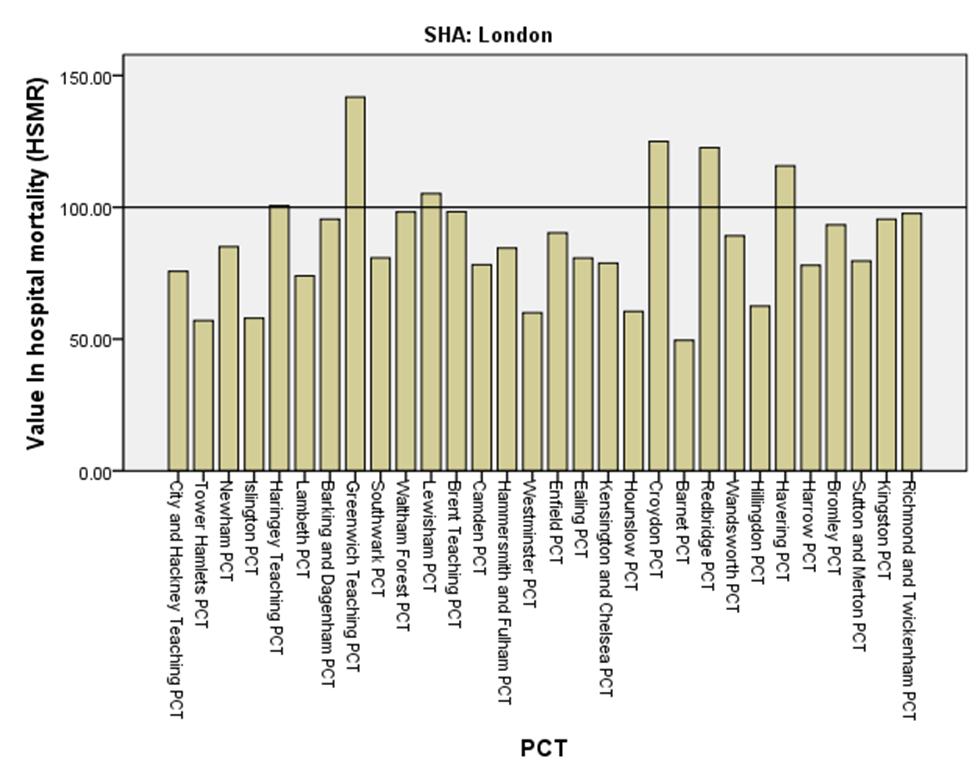 SHA: London
Value In hospital mortality (HSMR)
150.00
100.00
50.00
0.00
City and Hackney Teaching PCT
Tower Hamlets PCT
Newham PCT
Islington PCT
Haringey Teaching PCT
Lambeth PCT
Barking and Dagenham PCT
Greenwich Teaching PCT
Southwark PCT
Waltham Forest PCT
Lewisham PCT
Brent Teaching PCT
Camden PCT
Hammersmith and Fulham PCT
Westminster PCT
Enfield PCT
Ealing PCT
Kensington and Chelsea PCT
Hounslow PCT
Croydon PCT
Barnet PCT
Redbridge PCT
Wandsworth PCT
Hillingdon PCT
Havering PCT
Harrow PCT
Bromley PCT
Sutton and Merton PCT
Kingston PCT
Richmond and Twickenham PCT
PCT